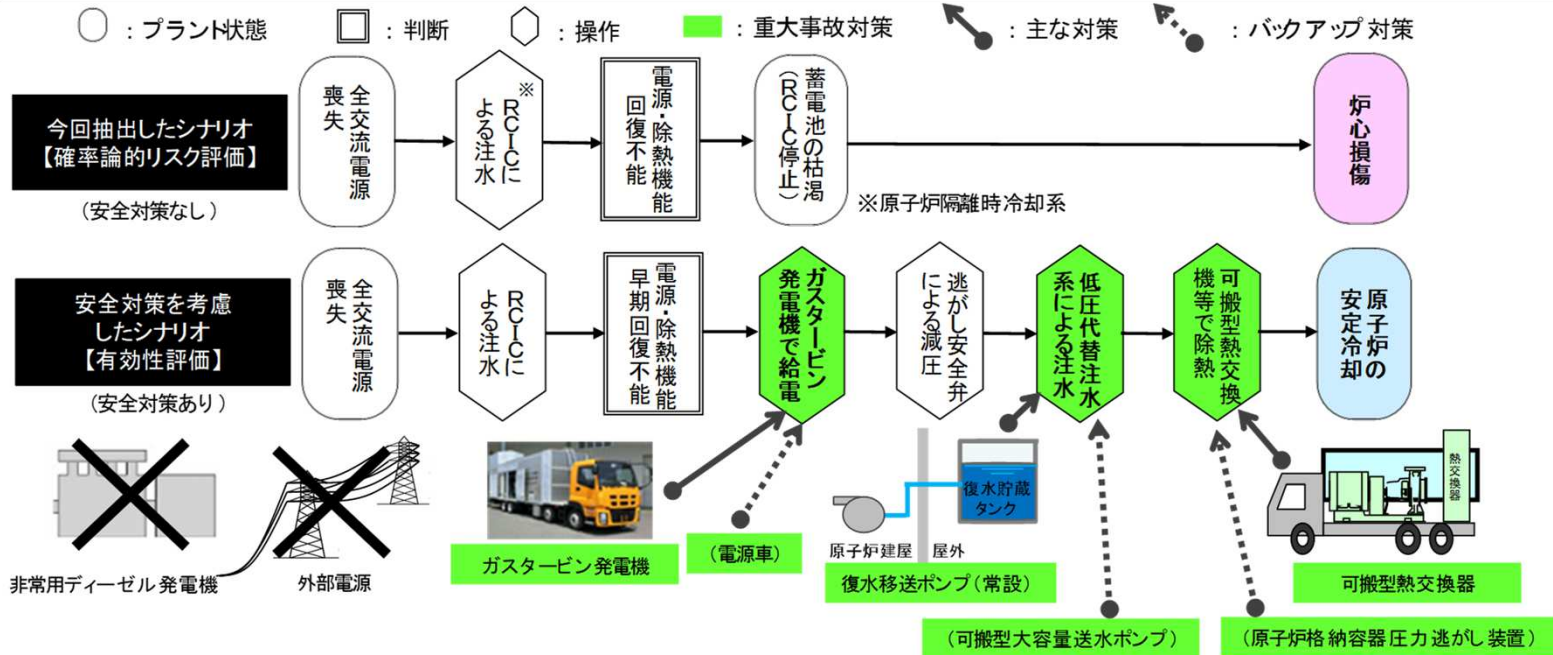 ：プラント状態
：判断
：操作
：重大事故対策
：主な対策
：バックアップ対策
今回抽出したシナリオ
【確率論的リスク評価】
（安全対策なし）
全交流電源
喪失
※
RCICに
よる注水
電源・除熱機能
回復不能
蓄電池の枯渇
（RCIC停止）
炉心損傷
※原子炉隔離時冷却系
安全対策を考慮
したシナリオ
【有効性評価】
（安全対策あり）
全交流電源
喪失
RCICに
よる注水
電源・除熱機能
早期回復不能
ガスタービン
発電機で給電
逃がし安全弁
による減圧
低圧代替注水
系による注水
可搬型熱交換
機等で除熱
原子炉の
安定冷却
非常用ディーゼル発電機
外部電源
ガスタービン発電機
（電源車）
復水貯蔵
タンク
原子炉建屋
屋外
復水移送ポンプ（常設）
（可搬型大容量送水ポンプ）
熱交換器
可搬型熱交換器
（原子炉格納容器圧力逃がし装置）